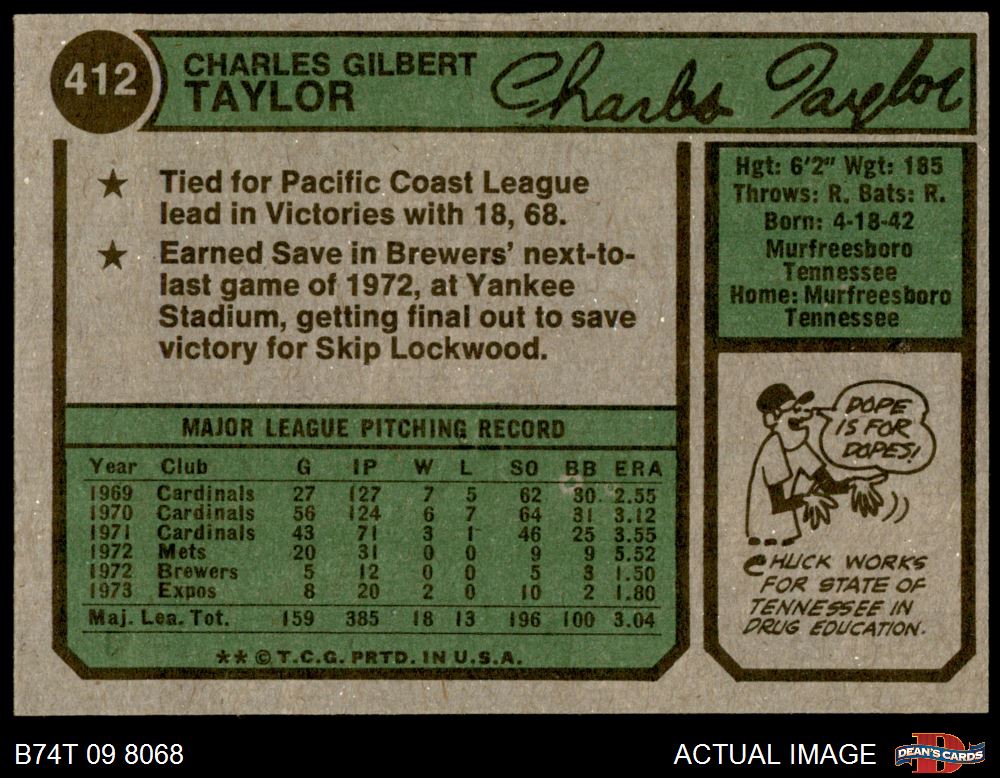 412
CHARLES GILBERT
TAYLOR
Charles Taylor
★ Tied for Pacific Coast League
lead in Victories with 18, 68.
★ Earned Save in Brewers' next-to-
last game of 1972, at Yankee
Stadium, getting final out to save
victory for Skip Lockwood.
Hgt: 6'2" Wgt: 185
Throws: R. Bats: R.
Born: 4-18-42
Murfreesboro
Tennessee
Home: Murfreesboro
Tennessee
MAJOR LEAGUE PITCHING RECORD
Year Club G IP W L SO BB ERA
1969 Cardinals 27 127 7 5 62 30 2.55
1970 Cardinals 56 124 6 7 64 31 3.12
1971 Cardinals 43 71 3 1 46 25 3.55
1972 Mets 20 31 0 0 9 9 5.52
1972 Brewers 5 12 0 0 5 3 1.50
1973 Expos 8 20 2 0 10 2 1.80
Maj. Lea. Tot. 159 385 18 13 196 100 3.04
★★ © T.C.G. PRTD. IN U.S.A.
DOPE
IS FOR
DOPES!
CHUCK WORKS
FOR STATE OF
TENNESSEE IN
DRUG EDUCATION.
B74T 09 8068
ACTUAL IMAGE
D
DEAN'S CARDS